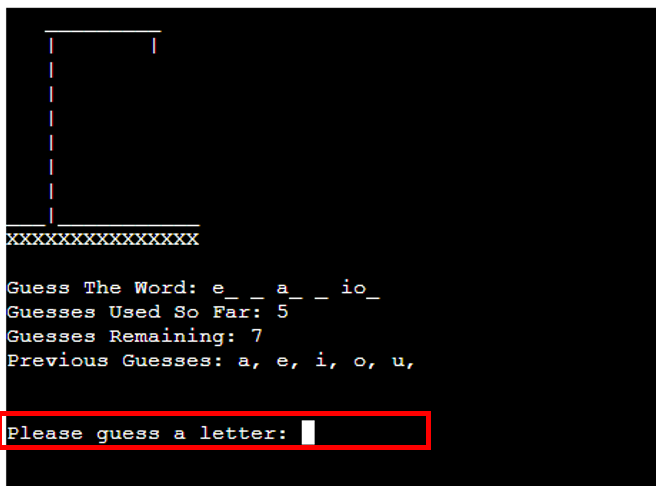 XXXXXXXXXXXXXXX
Guess The Word: e_ _ a_ _ io_
Guesses Used So Far: 5
Guesses Remaining: 7
Previous Guesses: a, e, i, o, u,
Please guess a letter: